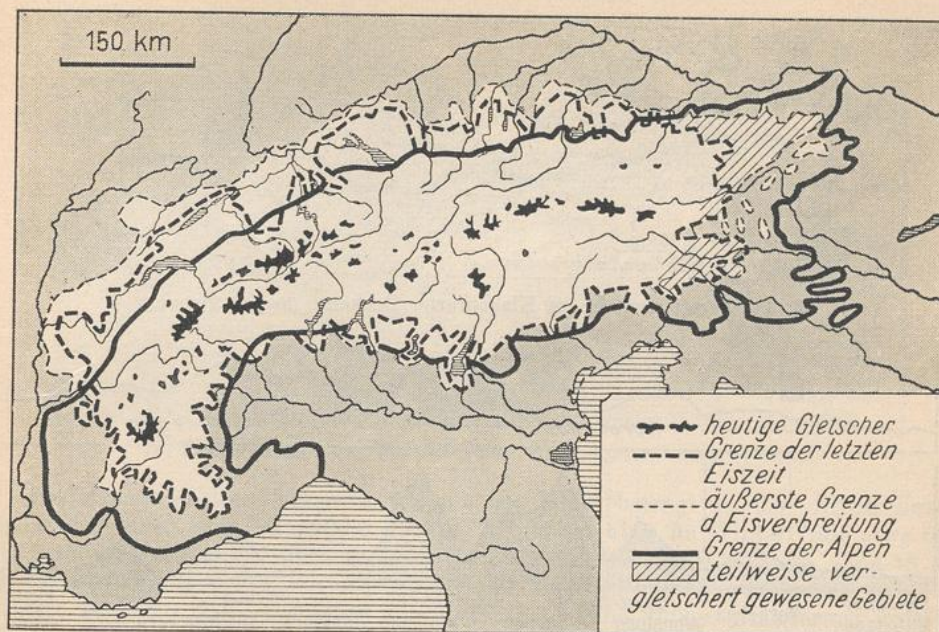 150 km
heutige Gletscher
Grenze der letzten
Eiszeit
äußerste Grenze
d. Eisverbreitung
Grenze der Alpen
teilweise ver-
gletschert gewesene Gebiete